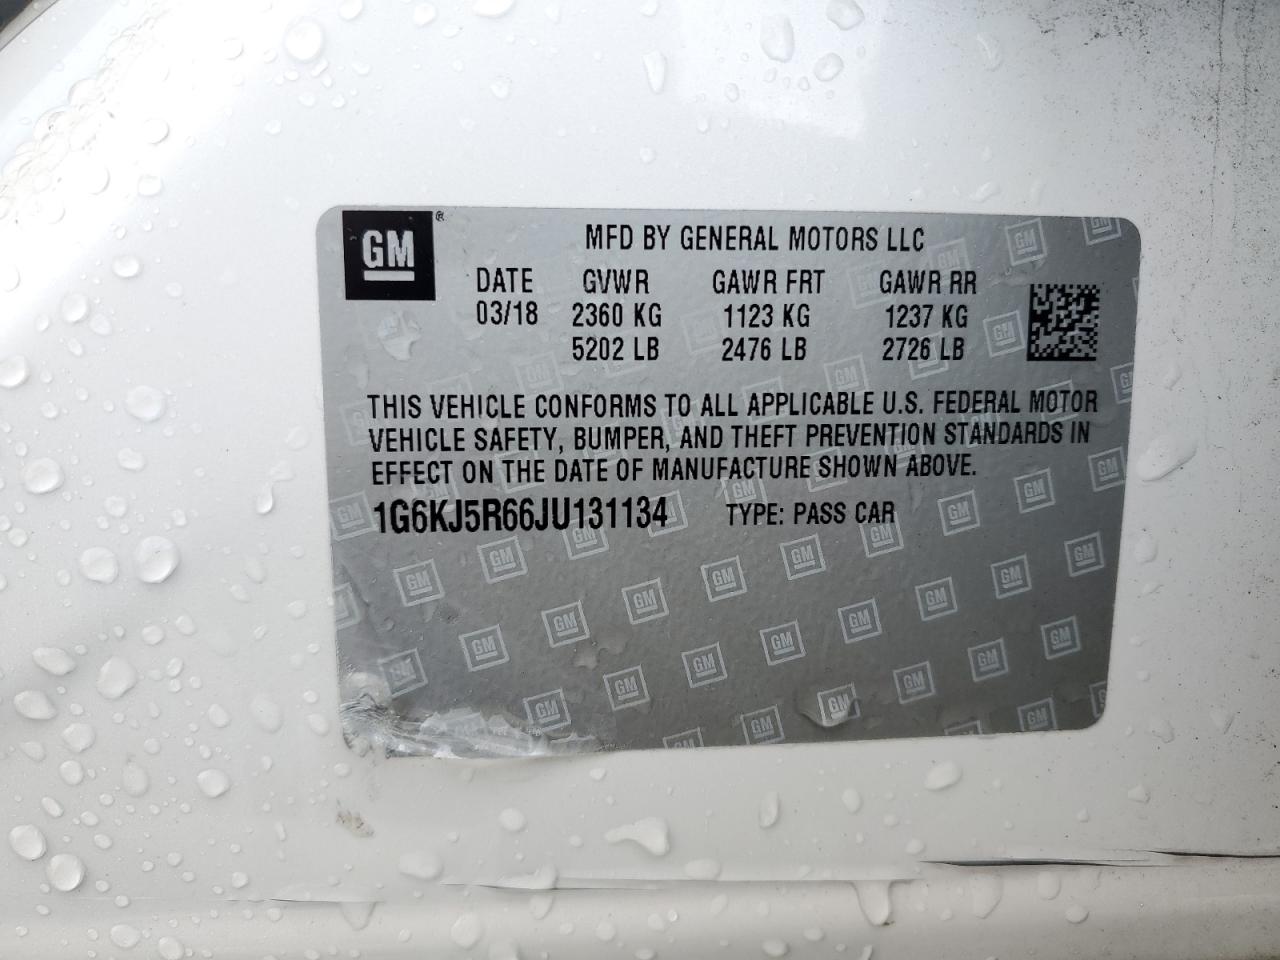 GM ®
MFD BY GENERAL MOTORS LLC
DATE GVWR GAWR FRT GAWR RR
03/18 2360 KG 1123 KG 1237 KG
5202 LB 2476 LB 2726 LB
THIS VEHICLE CONFORMS TO ALL APPLICABLE U.S. FEDERAL MOTOR
VEHICLE SAFETY, BUMPER, AND THEFT PREVENTION STANDARDS IN
EFFECT ON THE DATE OF MANUFACTURE SHOWN ABOVE.
1G6KJ5R66JU131134 TYPE: PASS CAR